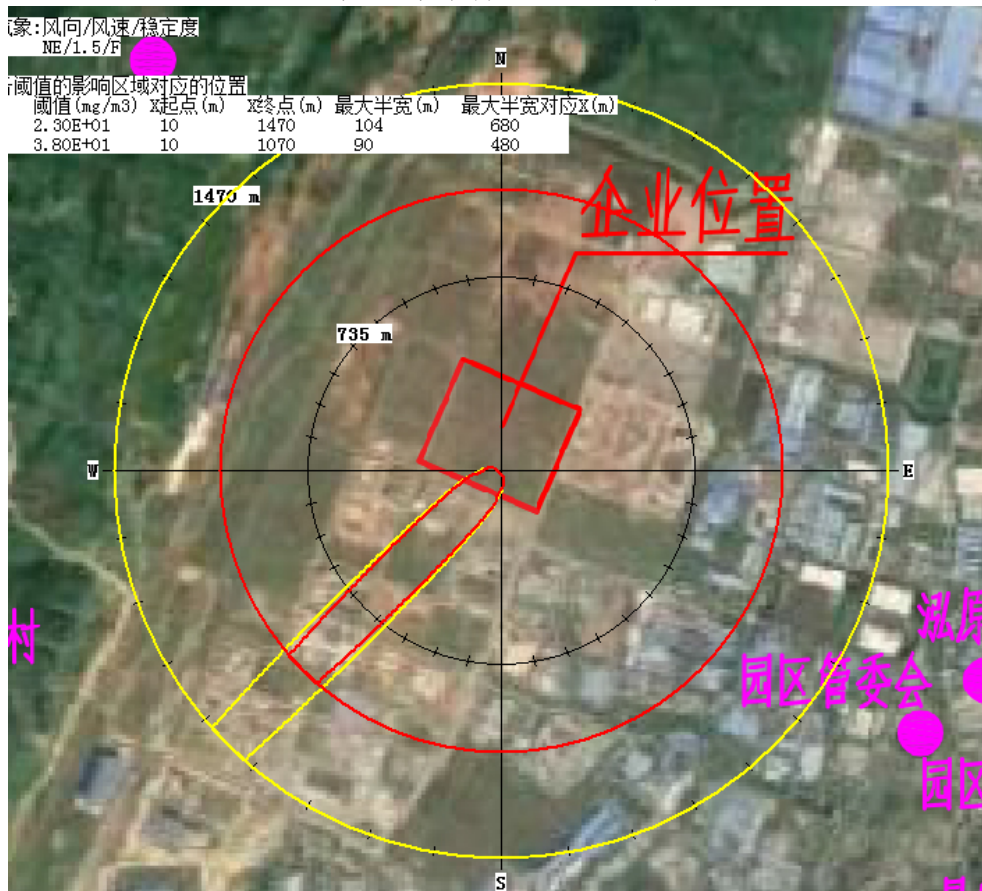 象:风向/风速/稳定度
NE/1.5/F
N
阈值的影响区域对应的位置
阈值(mg/m3) X起点(m) X终点(m) 最大半宽(m) 最大半宽对应X(m)
2.30E+01 10 1470 104 680
3.80E+01 10 1070 90 480
1470 m
企业位置
735 m
W
E
村
泓原
园区管委会
园区
S